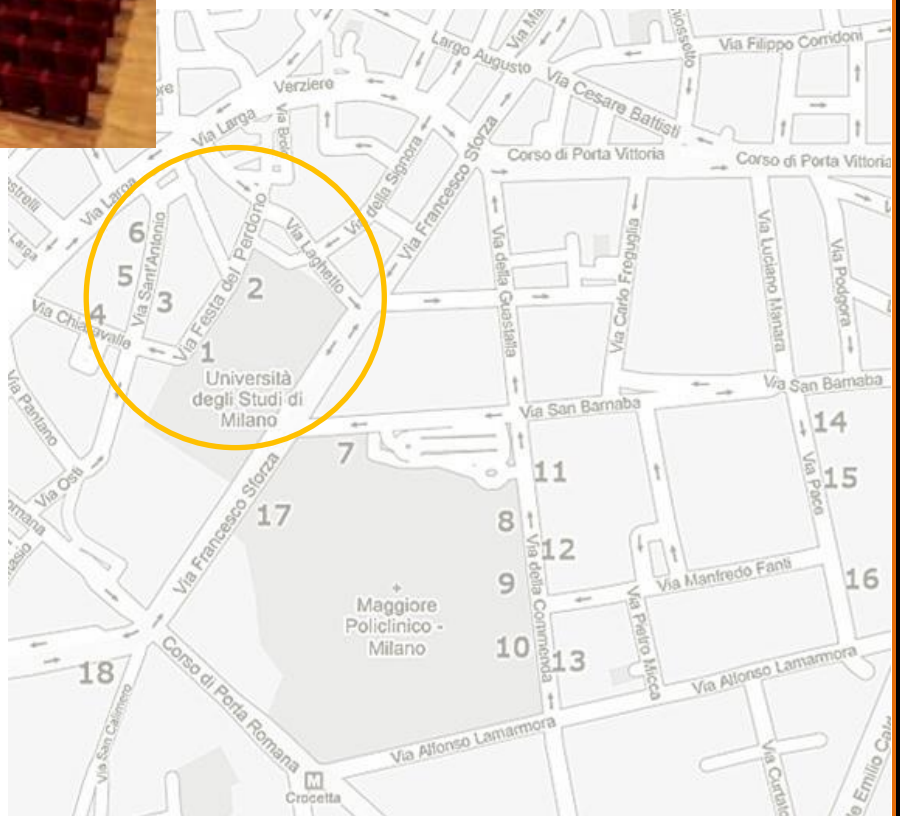 Largo Augusto
Via Filippo Corridoni
Verziere
Via Cesare Battisti
Via Larga
Corso di Porta Vittoria
Corso di Porta Vittoria
Via della Signora
Via Francesco Sforza
Via Larga
Larga
6
Via Sant'Antonio
Via Festa del Perdono
Via Laghetto
5
3
2
4
Via Chiaravalle
1
Università
degli Studi di
Milano
Via della Guastalla
Via Carlo Freguglia
Via Luciano Manara
Via Podgora
Via San Barnaba
Via San Barnaba
Via Pantano
Via Osti
7
14
11
15
Via Pace
17
8
Via Francesco Sforza
12
9
Via della Commenda
Via Manfredo Fanti
16
Maggiore
Policlinico -
Milano
10
13
Via Pietro Micca
18
Corso di Porta Romana
Via Alfonso Lamarmora
Via Alfonso Lamarmora
Via San Calimero
M
Crocetta